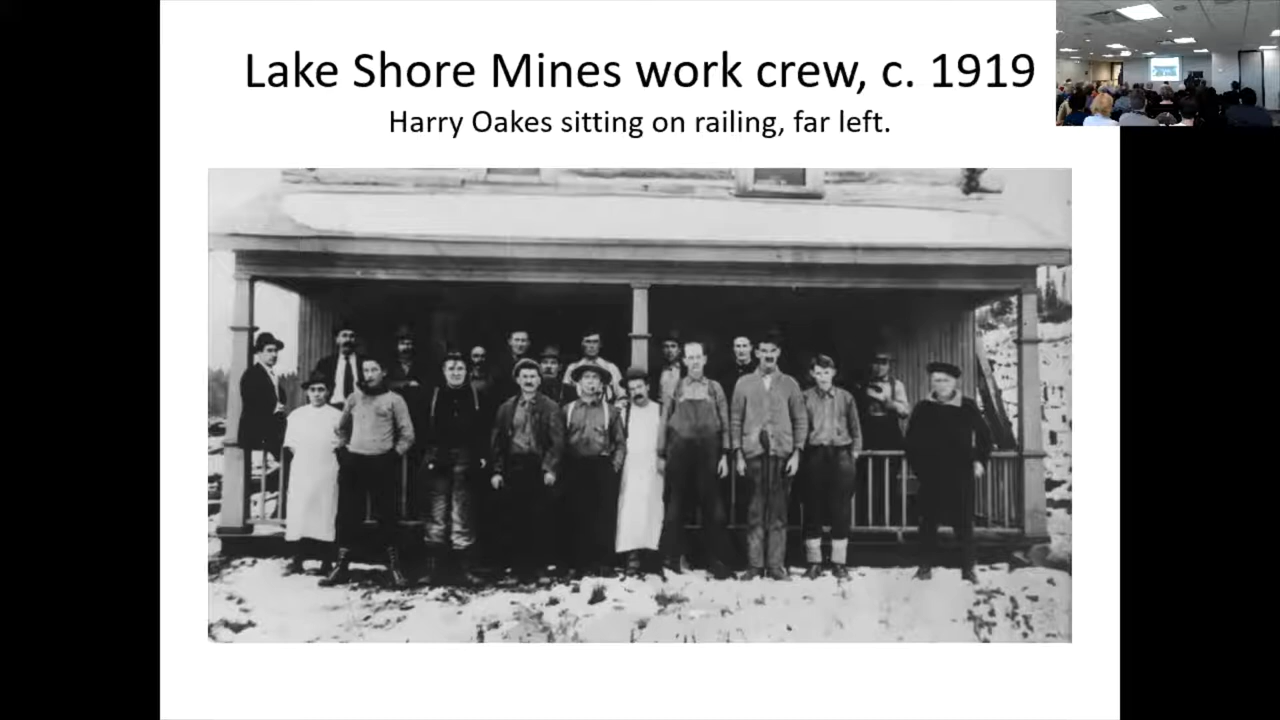 Lake Shore Mines work crew, c. 1919
Harry Oakes sitting on railing, far left.